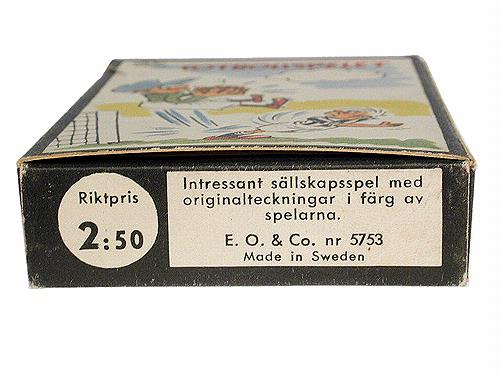 Riktpris
2:50
Intressant sällskapsspel med
originalteckningar i färg av
spelarna.
E. O. & Co. nr 5753
Made in Sweden